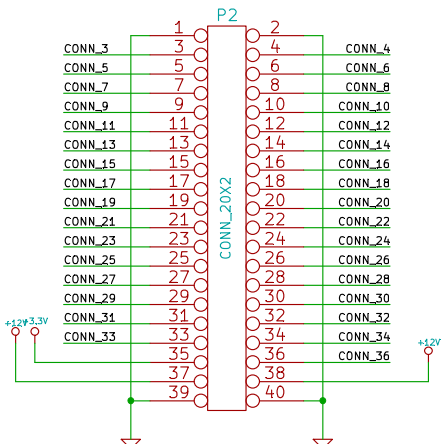 P2
1 2
CONN_3 3 4 CONN_4
CONN_5 5 6 CONN_6
CONN_7 7 8 CONN_8
CONN_9 9 10 CONN_10
CONN_11 11 12 CONN_12
CONN_13 13 14 CONN_14
CONN_15 15 16 CONN_16
CONN_17 17 18 CONN_18
CONN_19 19 20 CONN_20
CONN_21 21 22 CONN_22
CONN_23 23 24 CONN_24
CONN_25 25 26 CONN_26
CONN_27 27 28 CONN_28
CONN_29 29 30 CONN_30
CONN_31 31 32 CONN_32
CONN_33 33 34 CONN_34
35 36 CONN_36
37 38
39 40
CONN_20X2
+12V
+3.3V
+12V